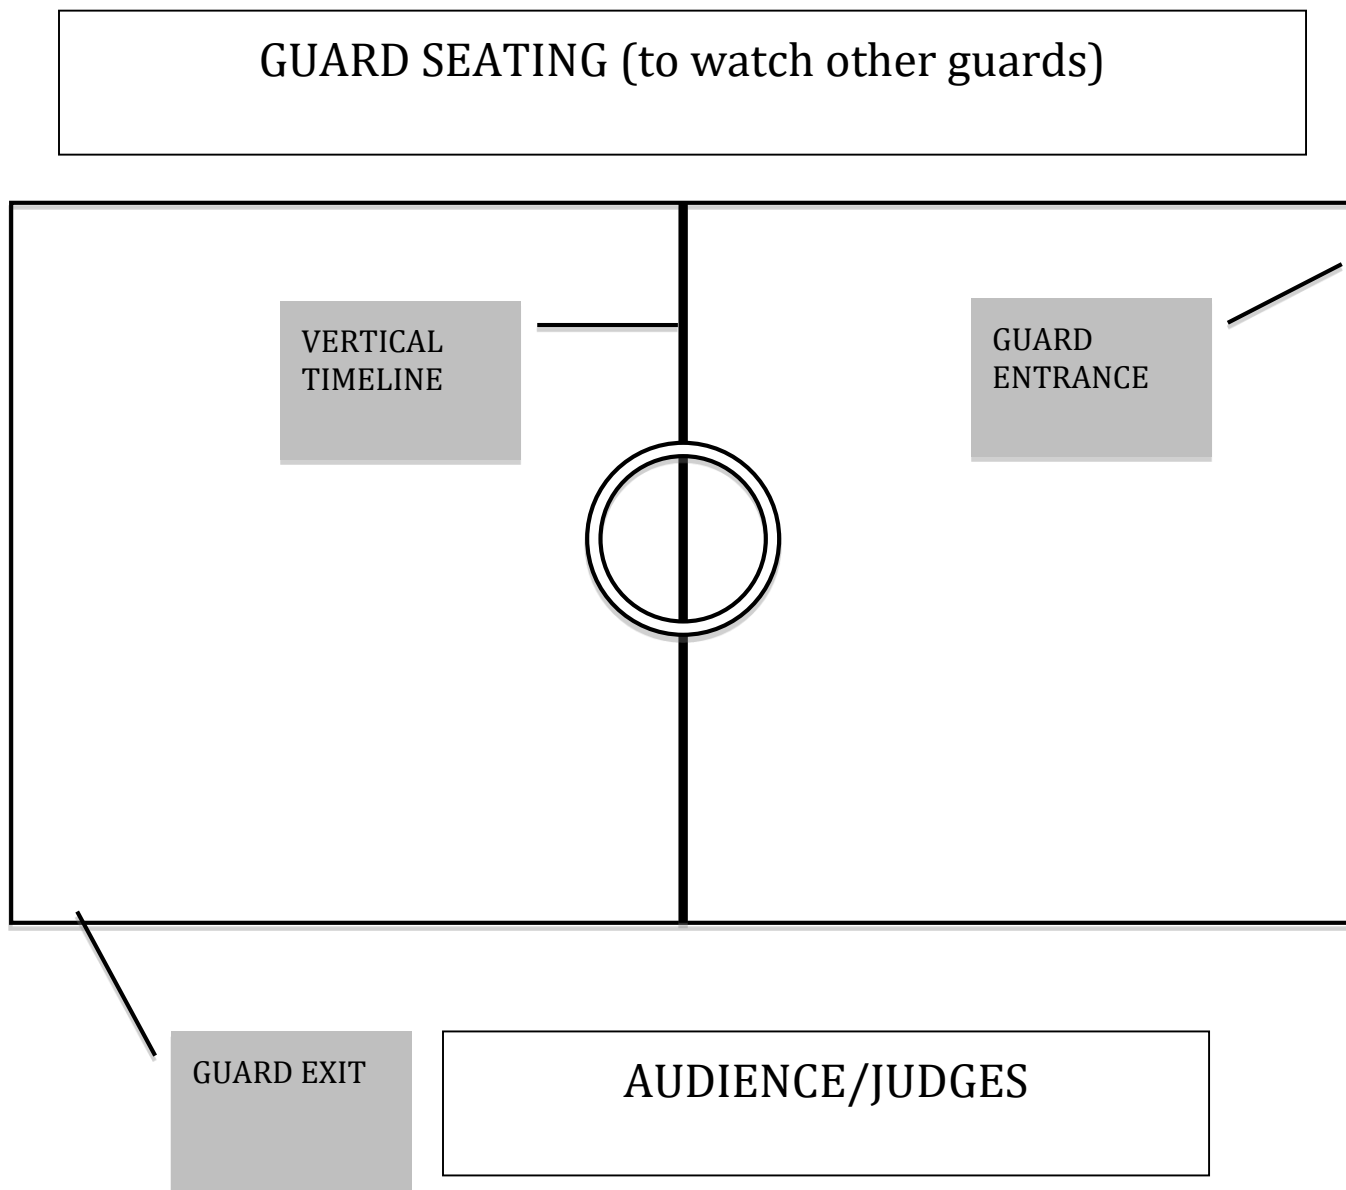 GUARD SEATING (to watch other guards)
VERTICAL
TIMELINE
GUARD
ENTRANCE
GUARD EXIT
AUDIENCE/JUDGES